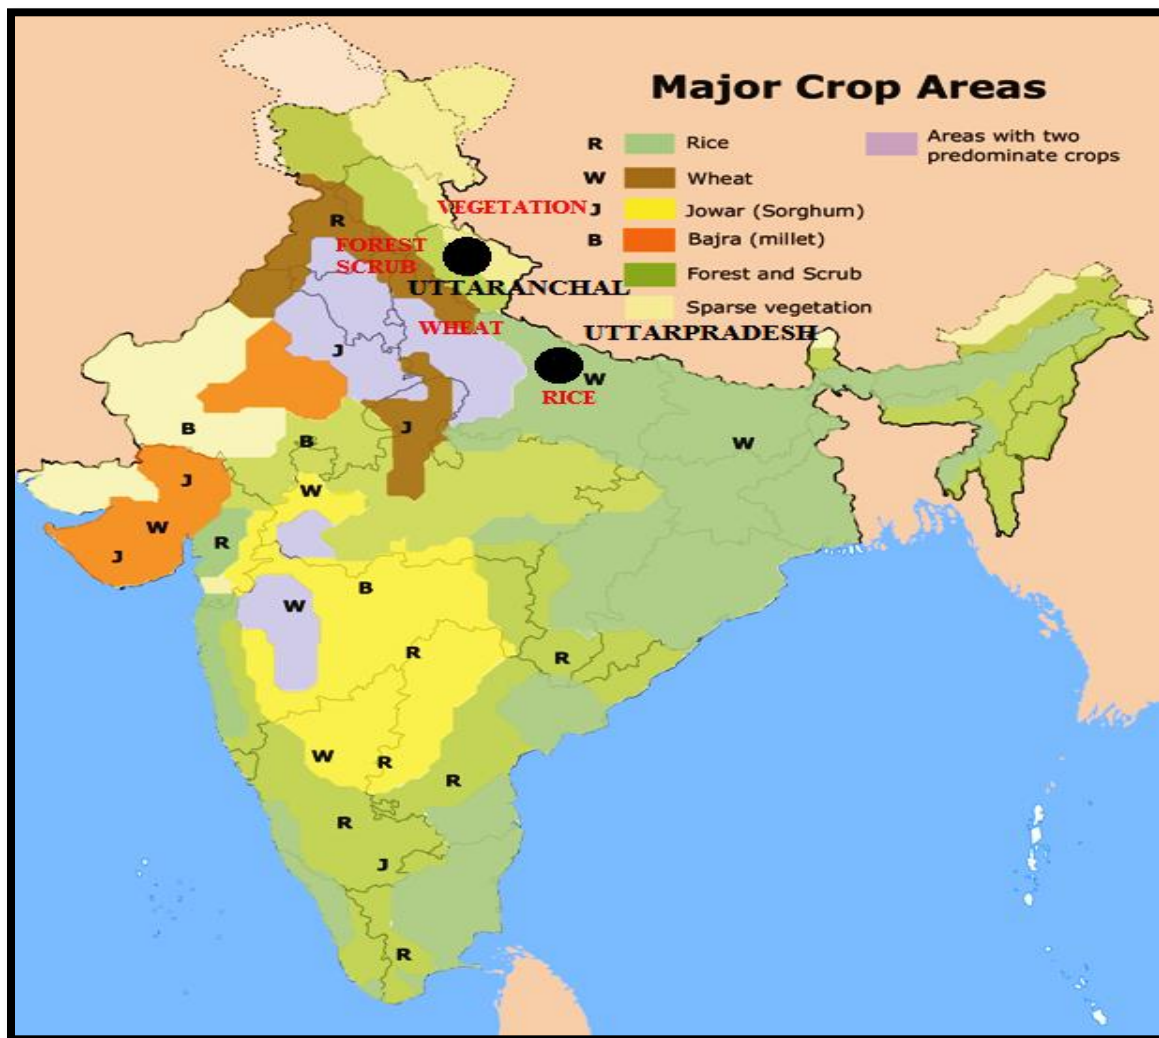 Major Crop Areas
R Rice
Areas with two
predominate crops
W Wheat
J Jowar (Sorghum)
B Bajra (millet)
Forest and Scrub
Sparse vegetation
VEGETATION
R
FOREST
SCRUB
UTTARANCHAL
WHEAT
UTTARPRADESH
J
W
RICE
B
B
J
W
J
W
W
J
R
B
W
R
R
W
R
R
R
J
R